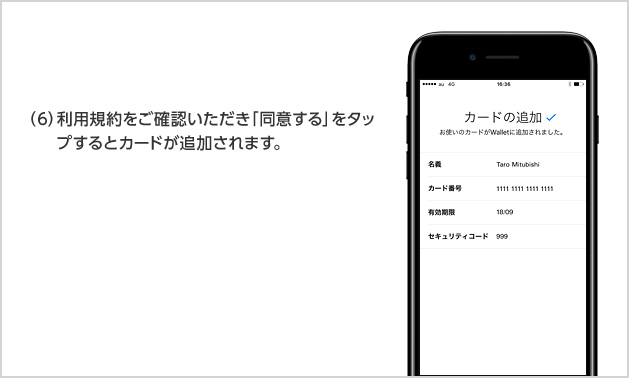 (6)利用規約をご確認いただき「同意する」をタッ
プするとカードが追加されます。
au 4G 16:36
カードの追加
お使いのカードがWalletに追加されました。
名義 Taro Mitubishi
カード番号 1111 1111 1111 1111
有効期限 18/09
セキュリティコード 999